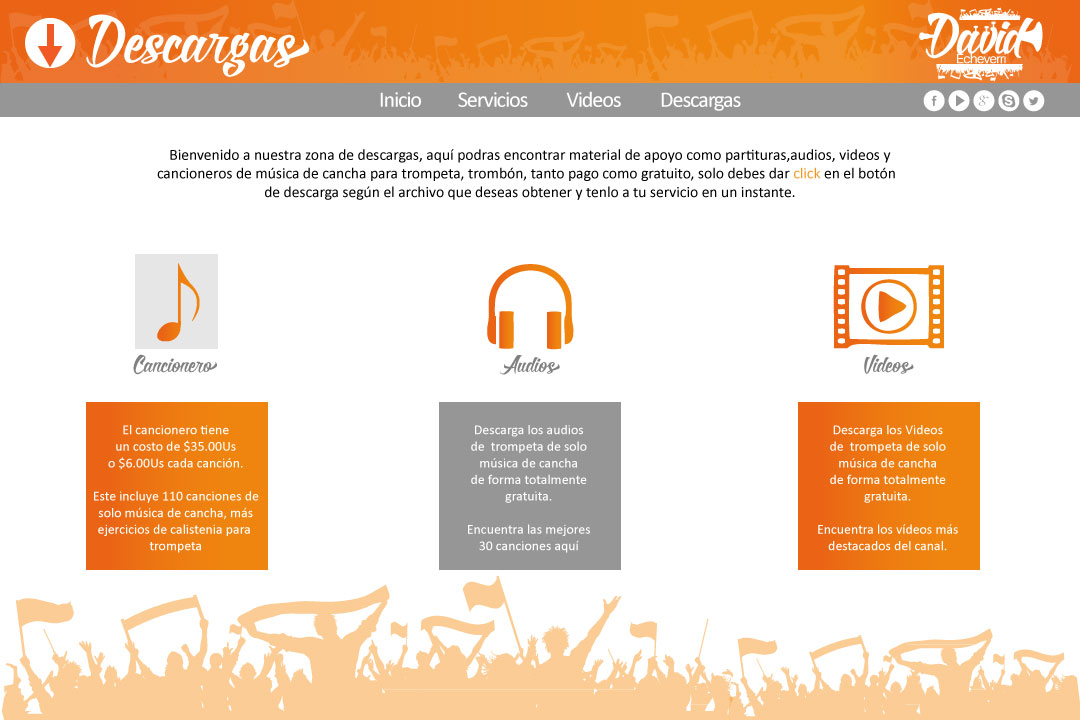 Descargas
David
Echeverri
Inicio Servicios Videos Descargas
Bienvenido a nuestra zona de descargas, aquí podras encontrar material de apoyo como partituras,audios, videos y
cancioneros de música de cancha para trompeta, trombón, tanto pago como gratuito, solo debes dar click en el botón
de descarga según el archivo que deseas obtener y tenlo a tu servicio en un instante.
Cancionero
El cancionero tiene
un costo de $35.00Us
o $6.00Us cada canción.
Este incluye 110 canciones de
solo música de cancha, más
ejercicios de calistenia para
trompeta
Audios
Descarga los audios
de trompeta de solo
música de cancha
de forma totalmente
gratuita.
Encuentra las mejores
30 canciones aquí
Videos
Descarga los Videos
de trompeta de solo
música de cancha
de forma totalmente
gratuita.
Encuentra los vídeos más
destacados del canal.